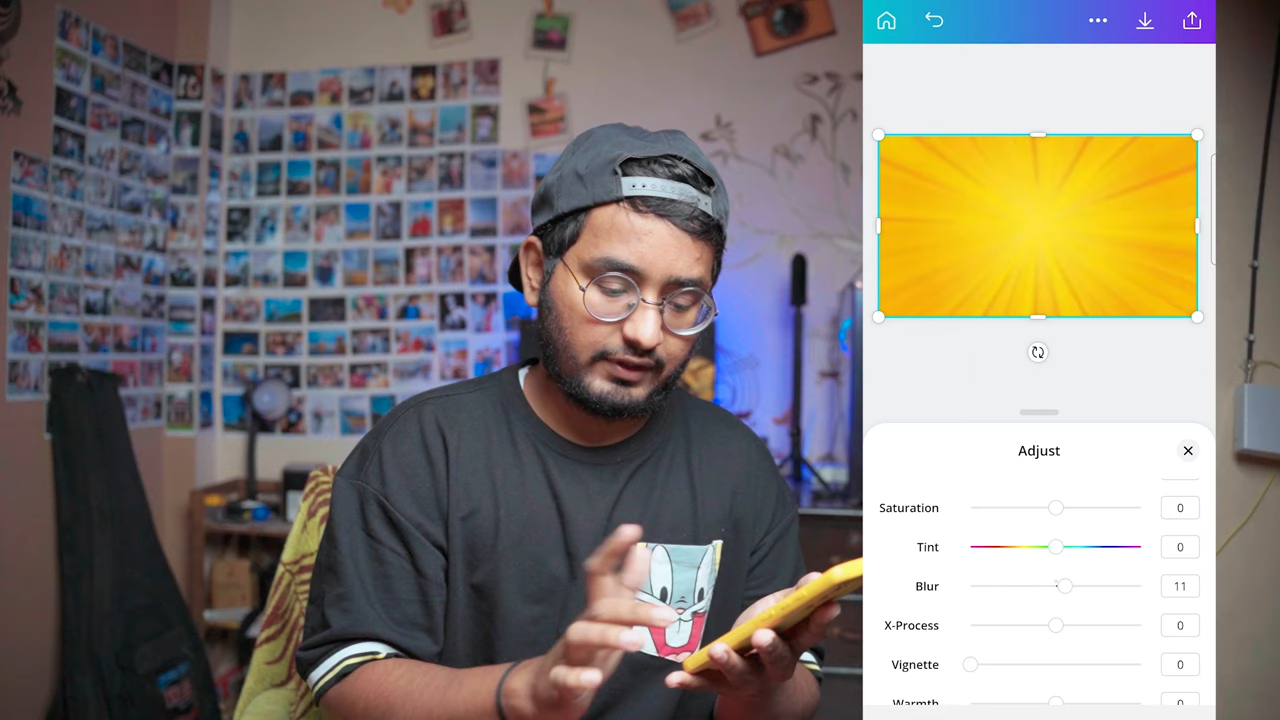 Adjust
Saturation 0
Tint 0
Blur 11
X-Process 0
Vignette 0
Warmth 0